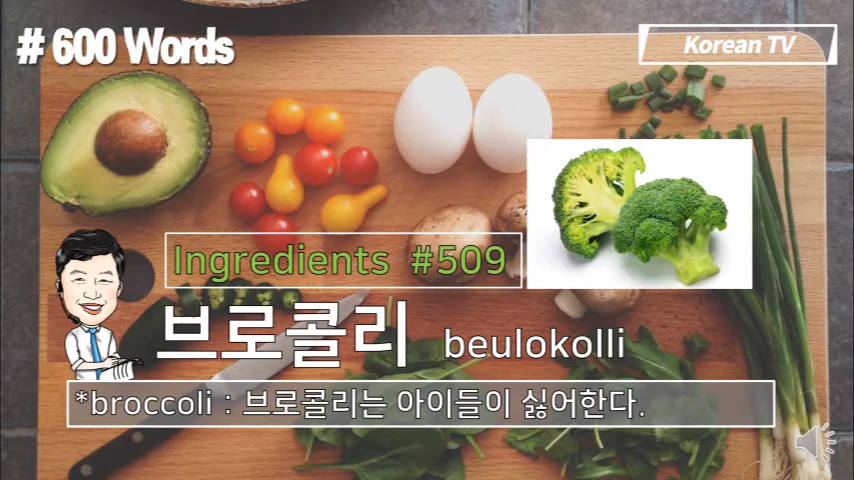 # 600 Words
Korean TV
Ingredients #509
브로콜리 beulokolli
*broccoli : 브로콜리는 아이들이 싫어한다.